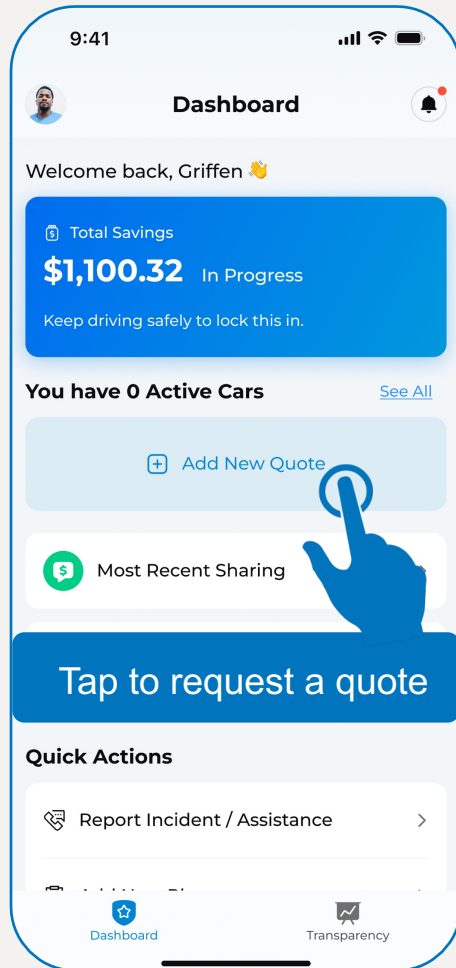 9:41
Dashboard
Welcome back, Griffen 👋
Total Savings
$1,100.32 In Progress
Keep driving safely to lock this in.
You have 0 Active Cars See All
Add New Quote
Most Recent Sharing
Tap to request a quote
Quick Actions
Report Incident / Assistance
Dashboard Transparency